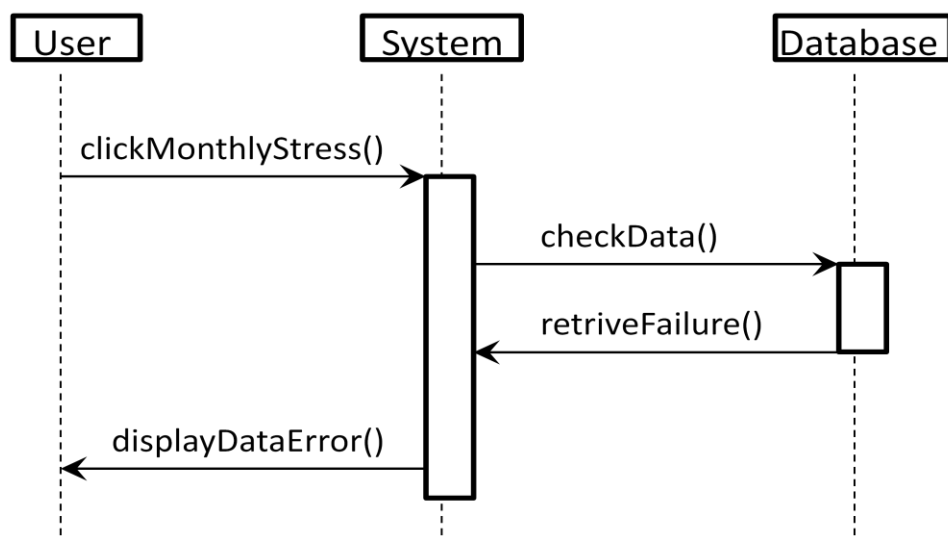 User
System
Database
clickMonthlyStress()
checkData()
retriveFailure()
displayDataError()